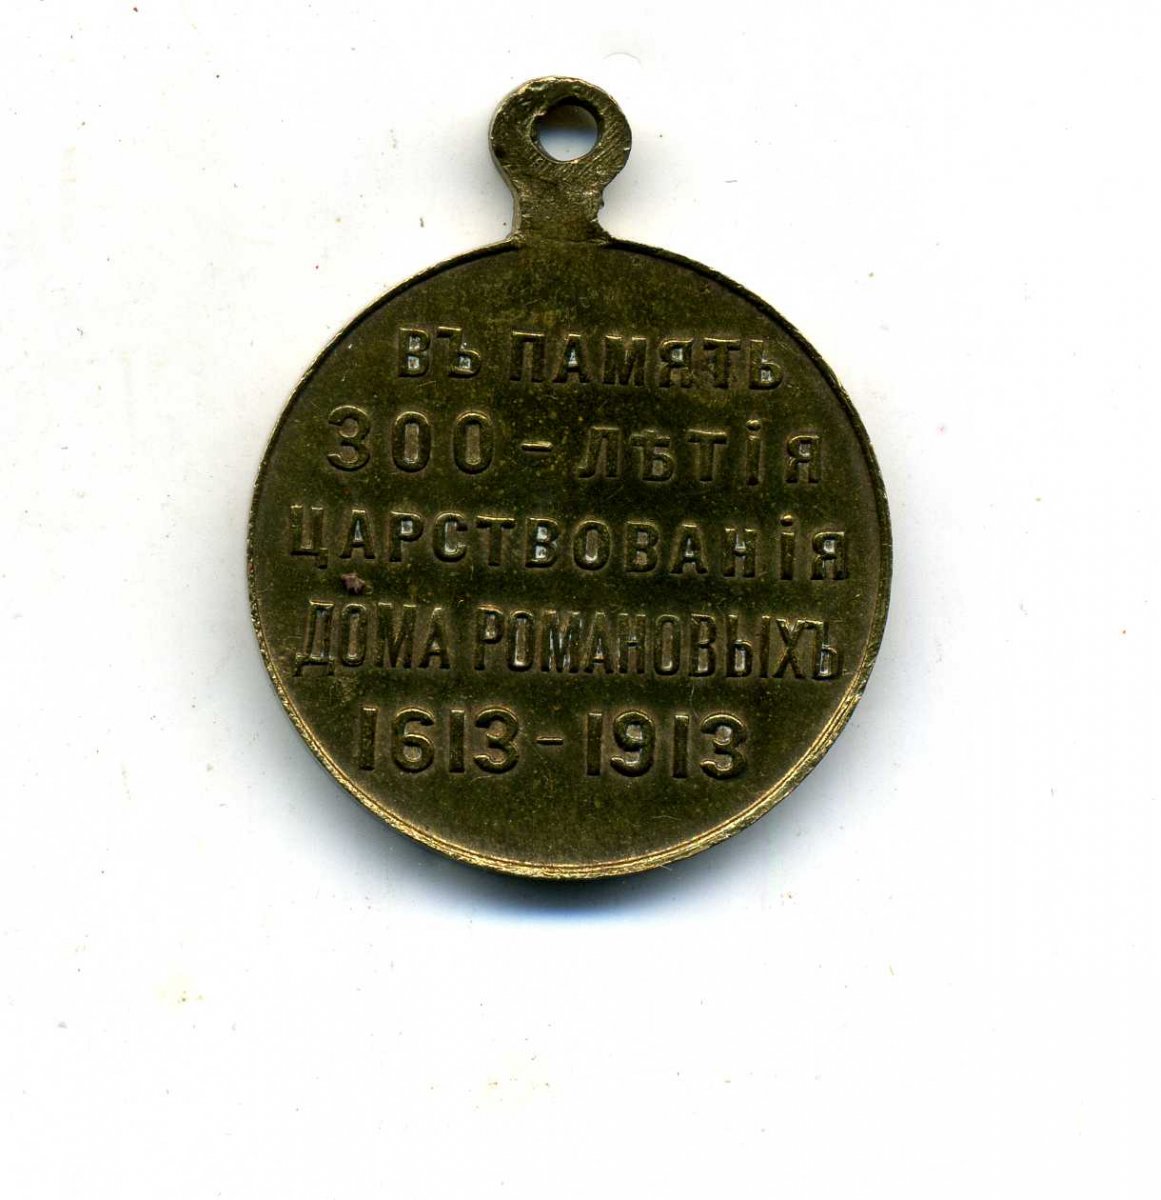 ВЪ ПАМЯТЬ
300-ЛѢТІЯ
ЦАРСТВОВАНІЯ
ДОМА РОМАНОВЫХЪ
1613-1913